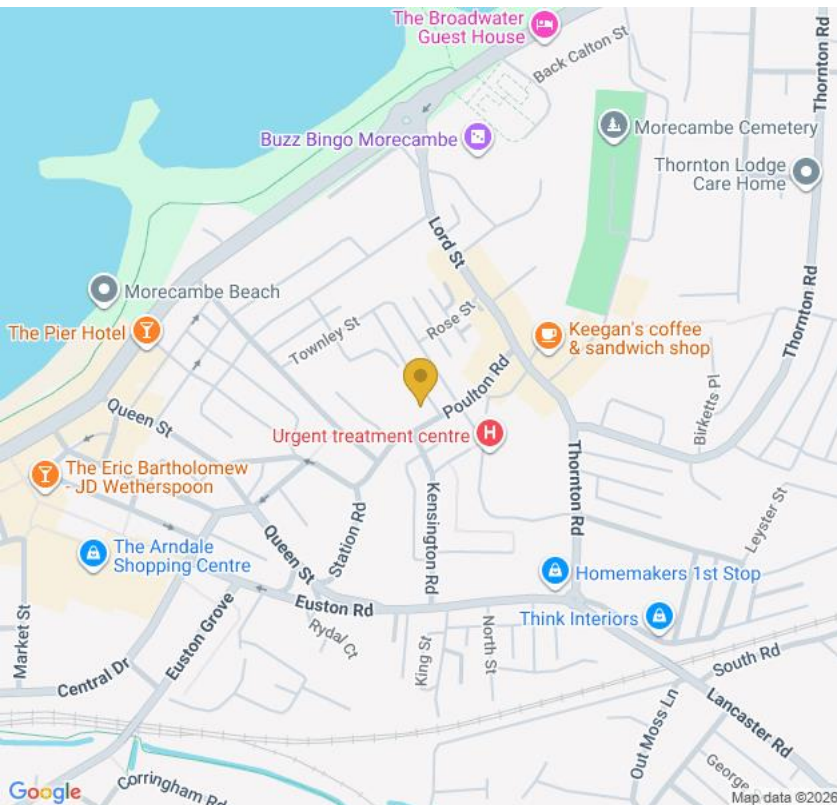 The Broadwater
Guest House
Back Calton St
Thornton Rd
Buzz Bingo Morecambe
Morecambe Cemetery
Thornton Lodge
Care Home
Lord St
Morecambe Beach
Thornton Rd
Rose St
The Pier Hotel
Townley St
Keegan's coffee
& sandwich shop
Poulton Rd
Birketts Pl
Queen St
Urgent treatment centre
H
The Eric Bartholomew
- JD Wetherspoon
Kensington Rd
Thornton Rd
Leyster St
Station Rd
The Arndale
Shopping Centre
Queen St
Homemakers 1st Stop
Euston Rd
Think Interiors
Market St
Euston Grove
Rydal Ct
King St
North St
Central Dr
South Rd
Out Moss Ln
Lancaster Rd
George
Corringham Rd
Google
Map data ©2026